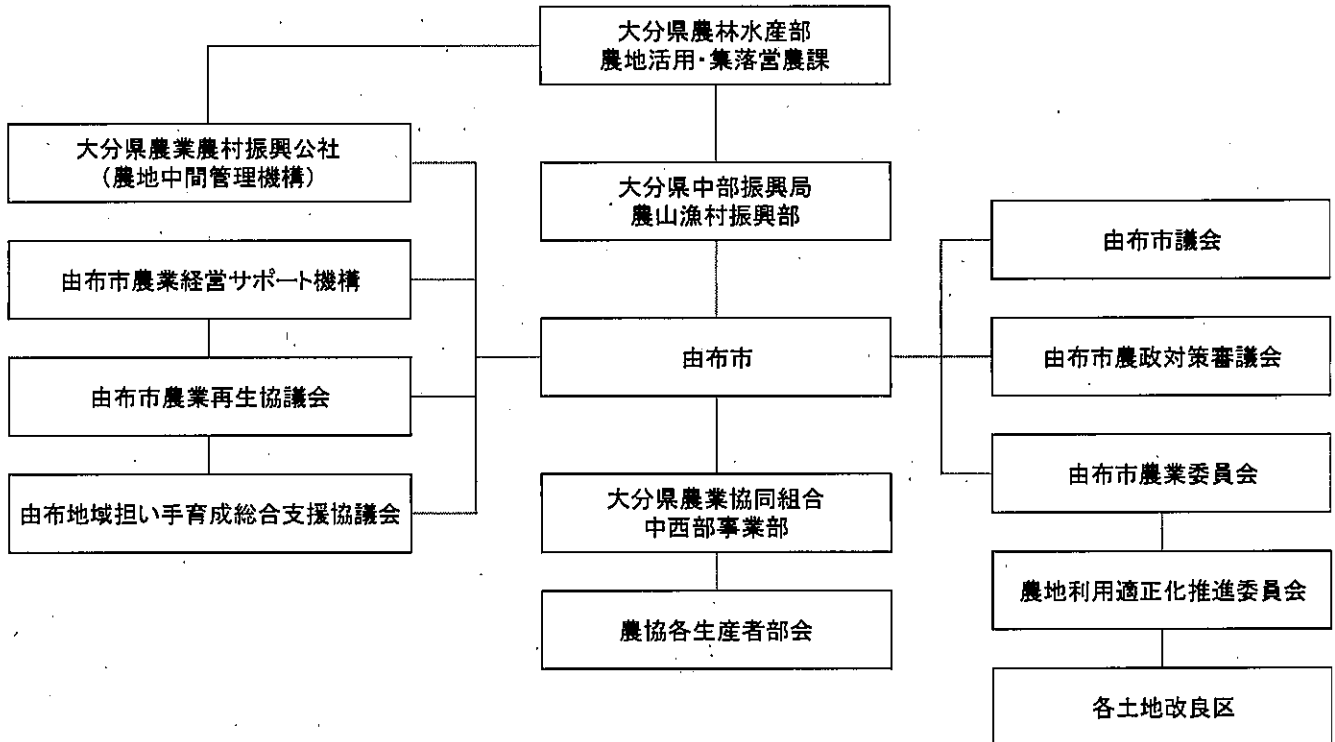 大分県農林水産部
農地活用・集落営農課
大分県農業農村振興公社
（農地中間管理機構）
大分県中部振興局
農山漁村振興部
由布市議会
由布市農業経営サポート機構
由布市
由布市農政対策審議会
由布市農業再生協議会
由布市農業委員会
由布地域担い手育成総合支援協議会
大分県農業協同組合
中西部事業部
農地利用適正化推進委員会
農協各生産者部会
各土地改良区